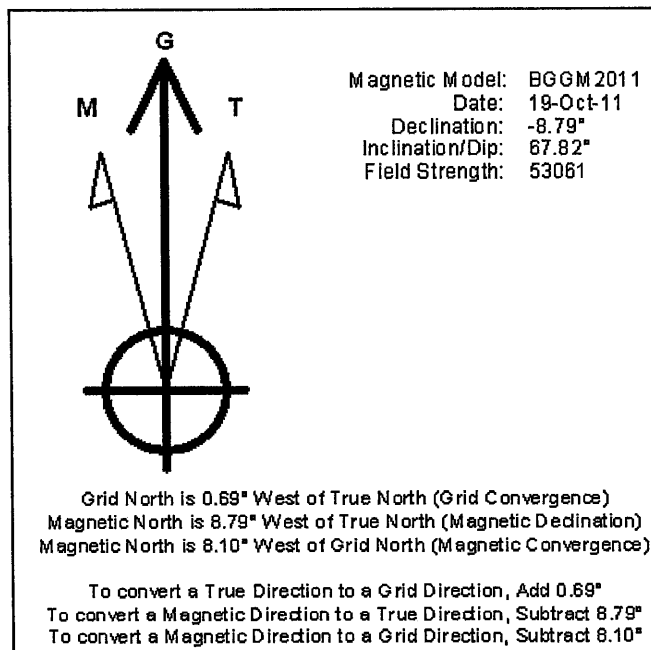 G
M T
Magnetic Model: BGGM2011
Date: 19-Oct-11
Declination: -8.79°
Inclination/Dip: 67.82°
Field Strength: 53061
Grid North is 0.69° West of True North (Grid Convergence)
Magnetic North is 8.79° West of True North (Magnetic Declination)
Magnetic North is 8.10° West of Grid North (Magnetic Convergence)
To convert a True Direction to a Grid Direction, Add 0.69°
To convert a Magnetic Direction to a True Direction, Subtract 8.79°
To convert a Magnetic Direction to a Grid Direction, Subtract 8.10°